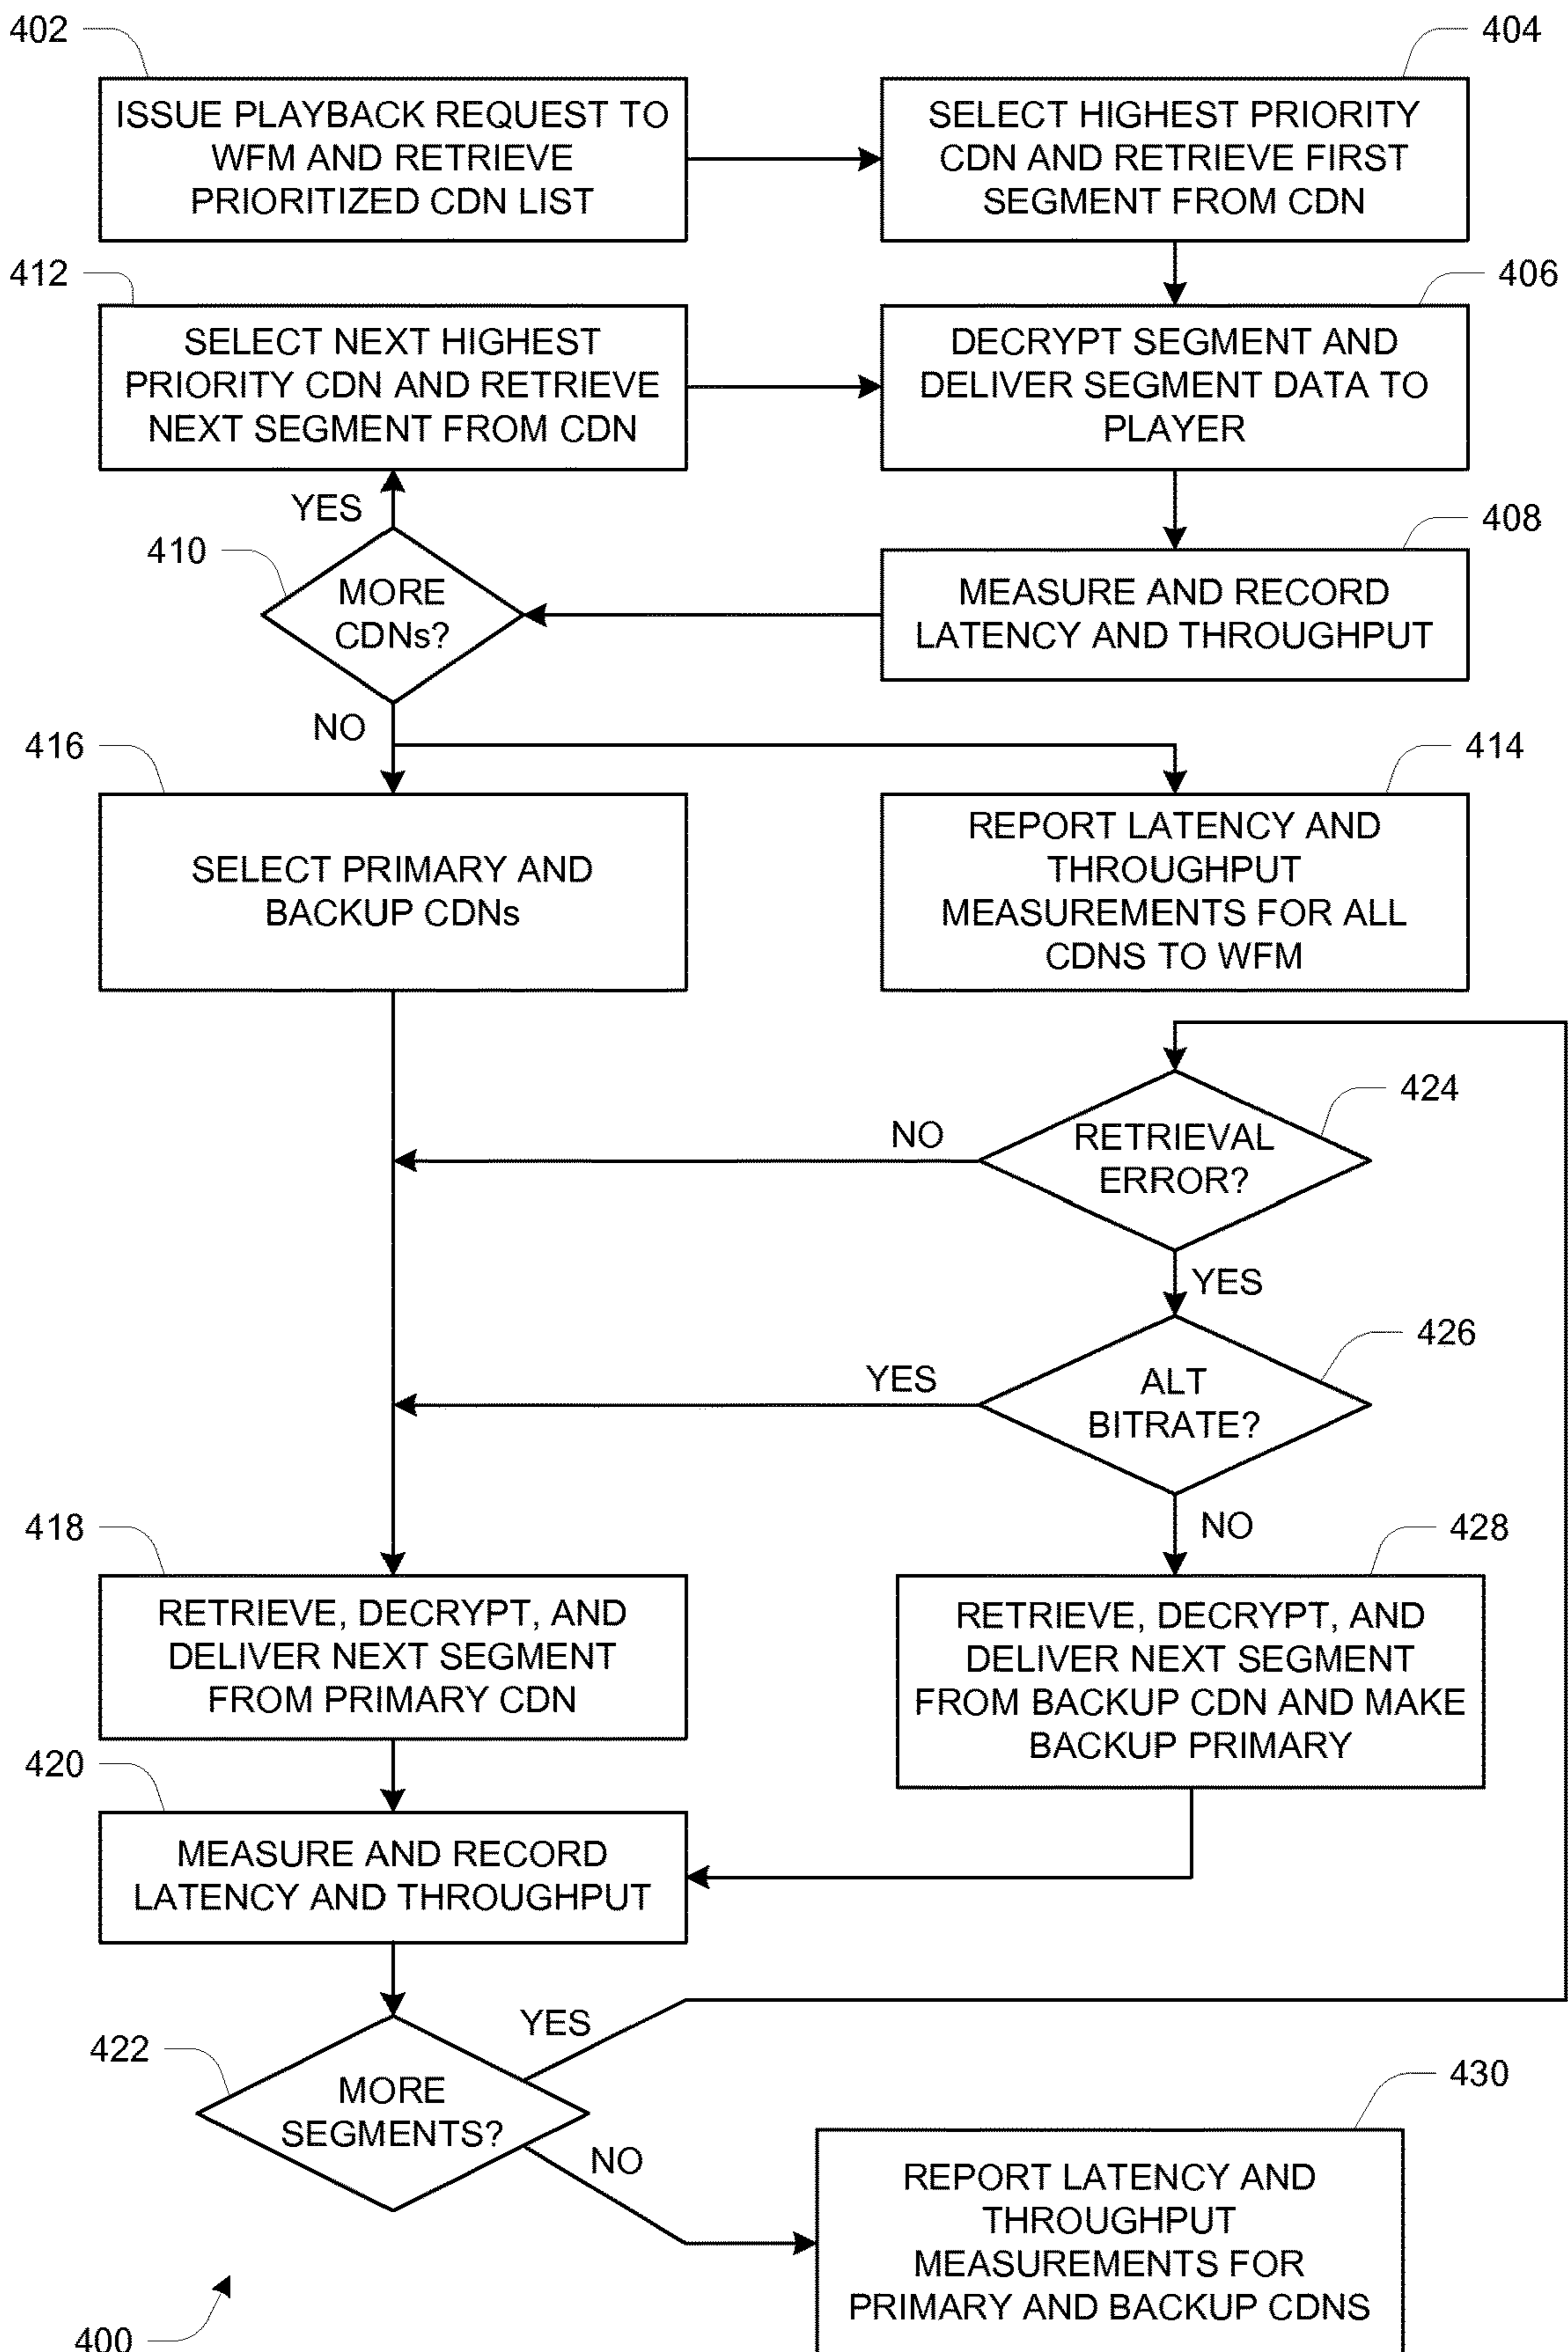 402
404
ISSUE PLAYBACK REQUEST TO
WFM AND RETRIEVE
PRIORITIZED CDN LIST
SELECT HIGHEST PRIORITY
CDN AND RETRIEVE FIRST
SEGMENT FROM CDN
412
406
SELECT NEXT HIGHEST
PRIORITY CDN AND RETRIEVE
NEXT SEGMENT FROM CDN
DECRYPT SEGMENT AND
DELIVER SEGMENT DATA TO
PLAYER
YES
408
410
MORE
CDNs?
MEASURE AND RECORD
LATENCY AND THROUGHPUT
NO
416
414
SELECT PRIMARY AND
BACKUP CDNs
REPORT LATENCY AND
THROUGHPUT
MEASUREMENTS FOR ALL
CDNS TO WFM
424
NO
RETRIEVAL
ERROR?
YES
426
YES
ALT
BITRATE?
418
NO
428
RETRIEVE, DECRYPT, AND
DELIVER NEXT SEGMENT
FROM PRIMARY CDN
RETRIEVE, DECRYPT, AND
DELIVER NEXT SEGMENT
FROM BACKUP CDN AND MAKE
BACKUP PRIMARY
420
MEASURE AND RECORD
LATENCY AND THROUGHPUT
YES
422
MORE
SEGMENTS?
430
NO
REPORT LATENCY AND
THROUGHPUT
MEASUREMENTS FOR
PRIMARY AND BACKUP CDNS
400